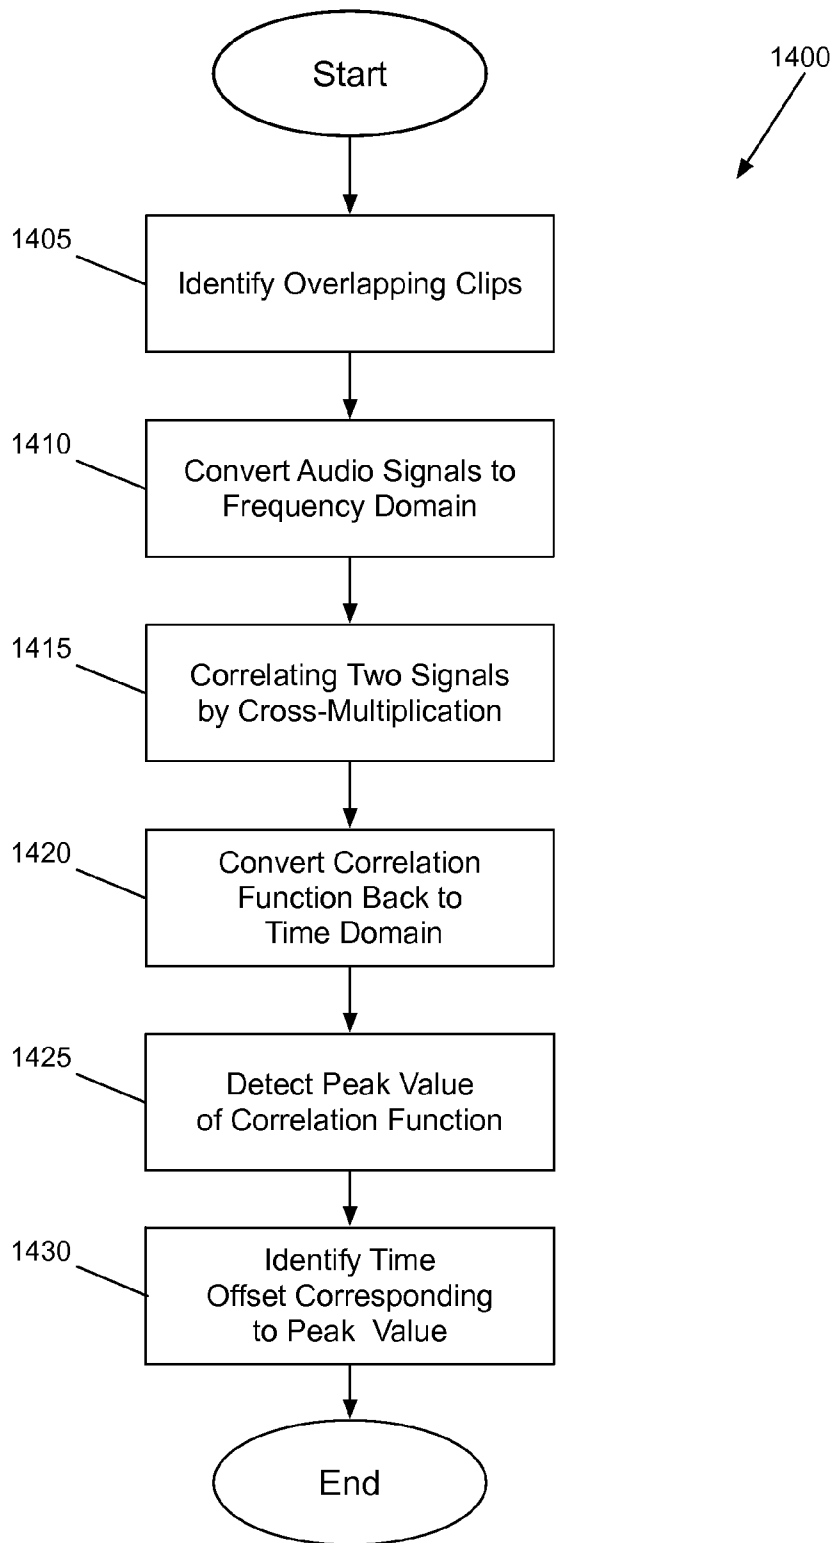 Start
1400
1405
Identify Overlapping Clips
1410
Convert Audio Signals to
Frequency Domain
1415
Correlating Two Signals
by Cross-Multiplication
1420
Convert Correlation
Function Back to
Time Domain
1425
Detect Peak Value
of Correlation Function
1430
Identify Time
Offset Corresponding
to Peak Value
End